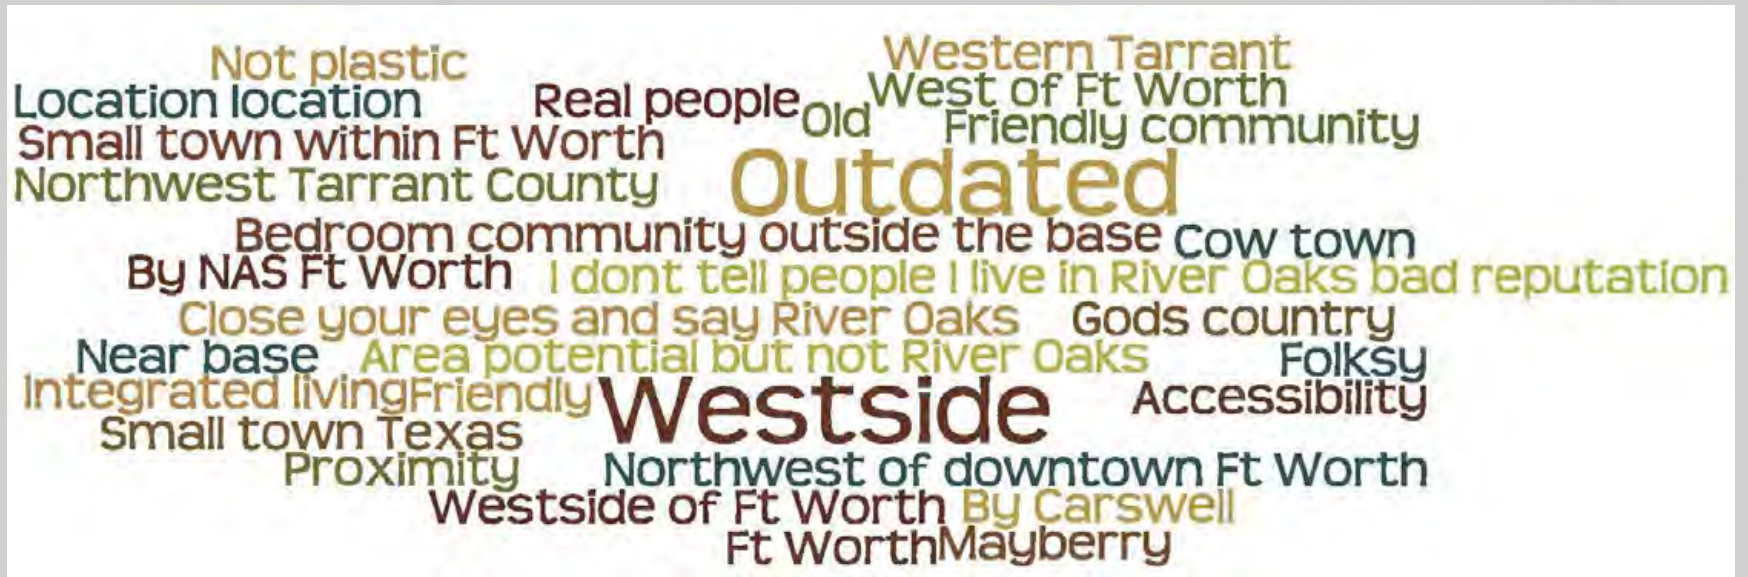 Not plastic
Western Tarrant
Location location
Real people
Old
West of Ft Worth
Small town within Ft Worth
Friendly community
Northwest Tarrant County
Outdated
Bedroom community outside the base
Cow town
By NAS Ft Worth
I dont tell people I live in River Oaks bad reputation
Close your eyes and say River Oaks
Gods country
Near base
Area potential but not River Oaks
Folksy
Integrated living
Friendly
Westside
Accessibility
Small town Texas
Proximity
Northwest of downtown Ft Worth
Westside of Ft Worth
By Carswell
Ft Worth
Mayberry